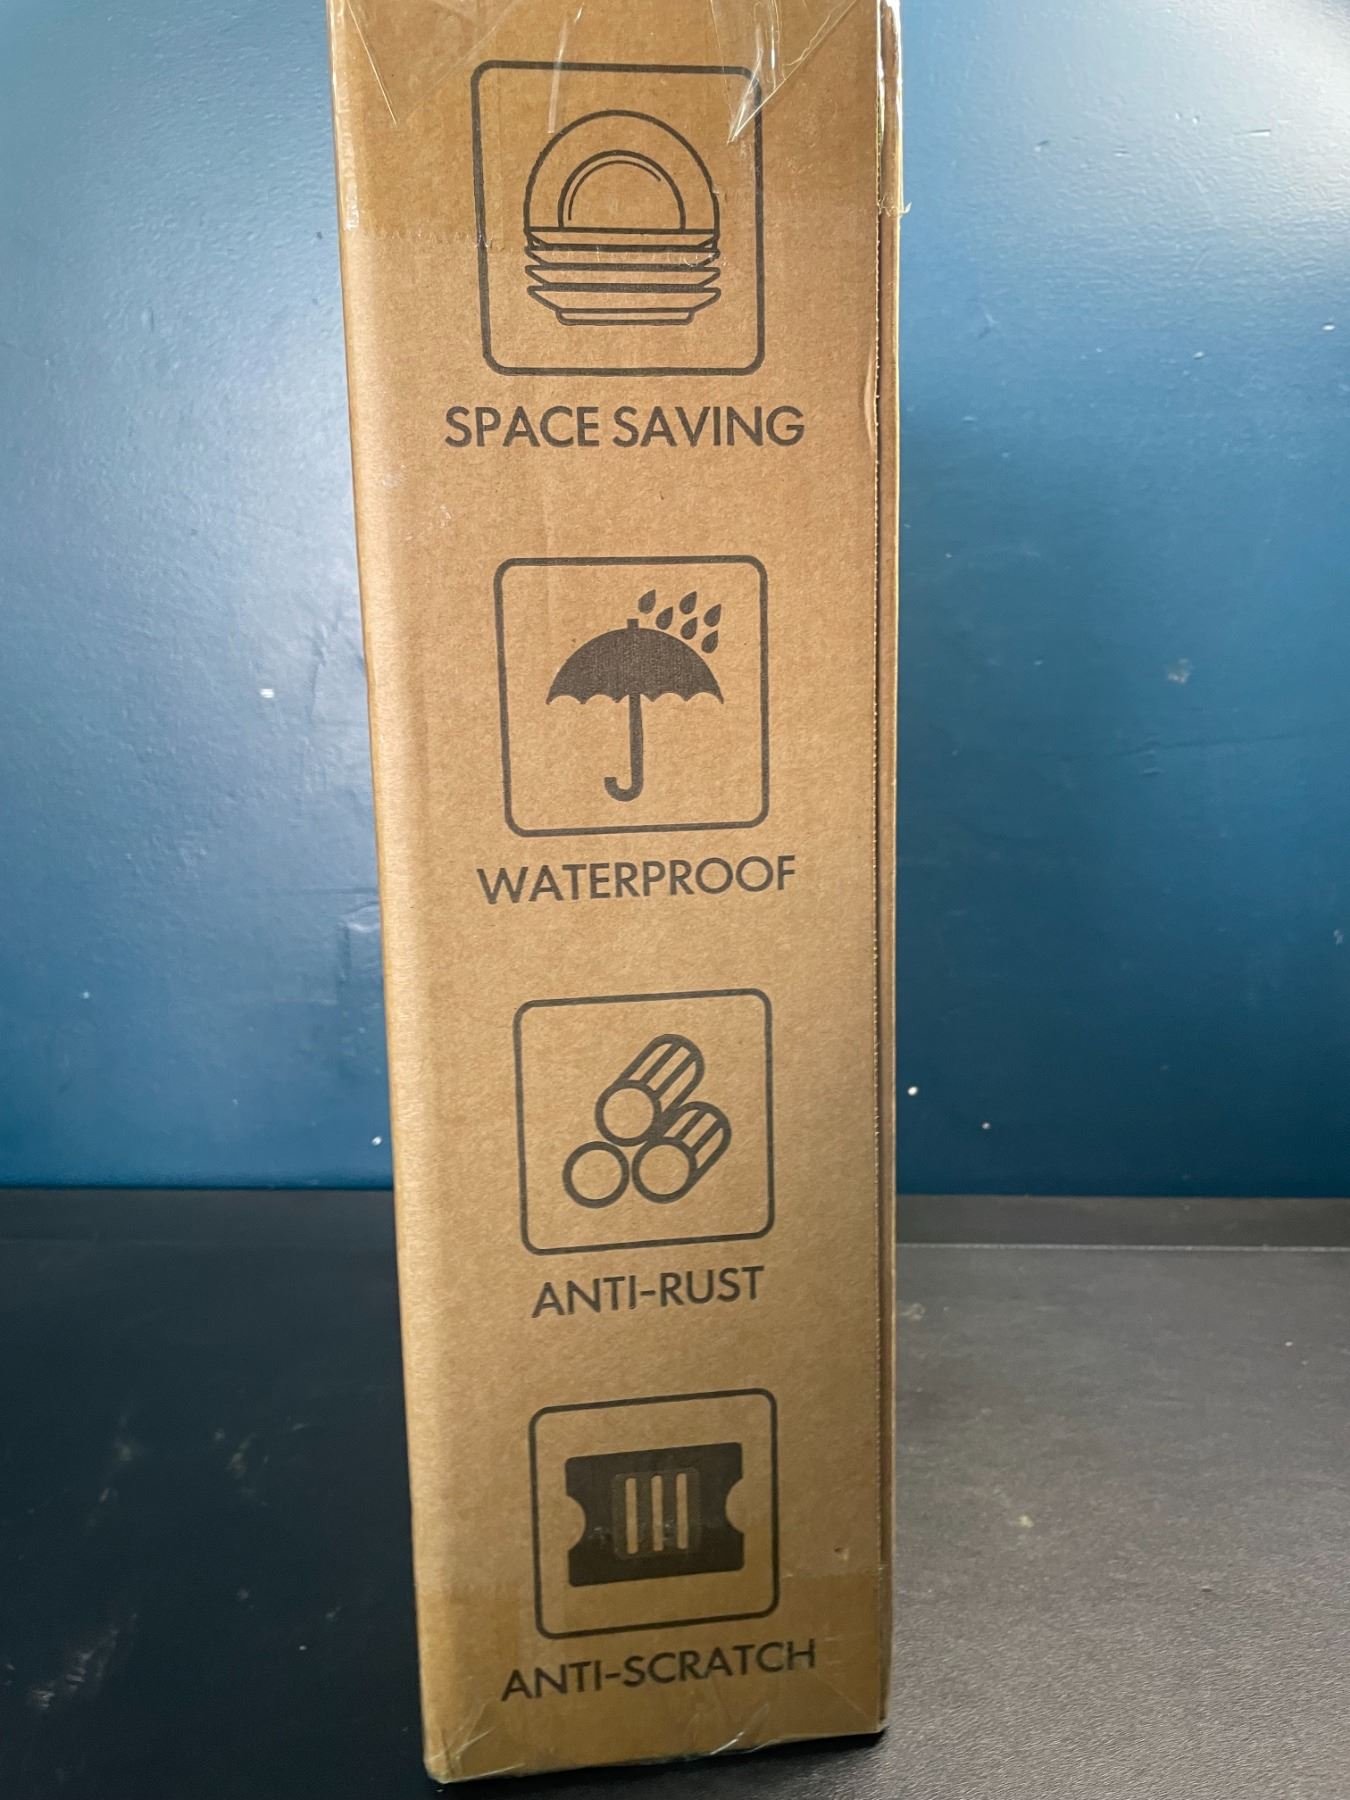 SPACE SAVING
WATERPROOF
ANTI-RUST
ANTI-SCRATCH